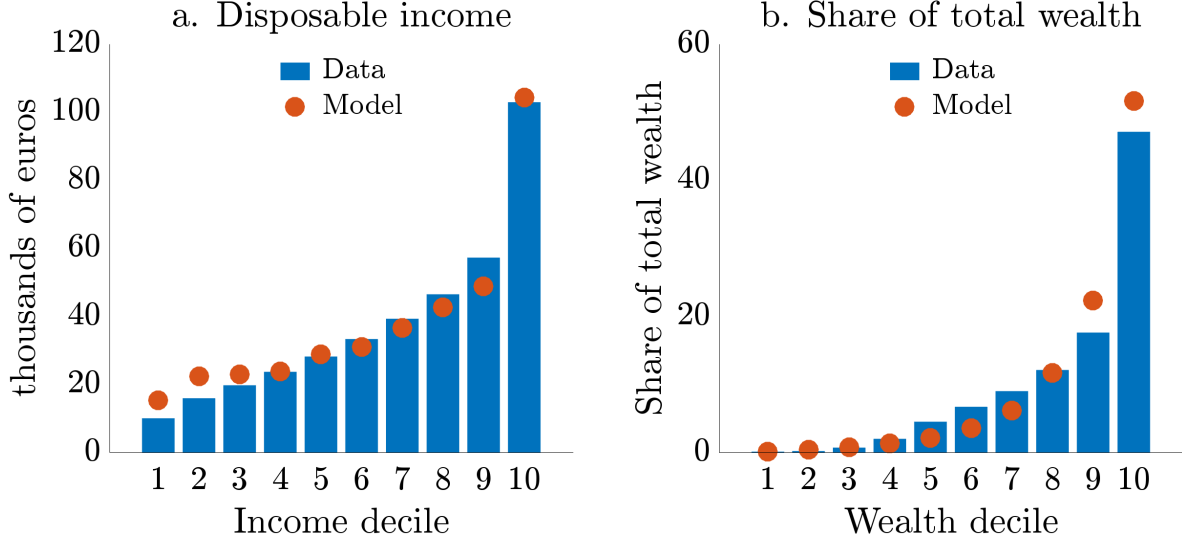 a. Disposable income
120
100
80
60
40
20
0
thousands of euros
Data
Model
1 2 3 4 5 6 7 8 9 10
Income decile
b. Share of total wealth
60
40
20
0
Share of total wealth
Data
Model
1 2 3 4 5 6 7 8 9 10
Wealth decile